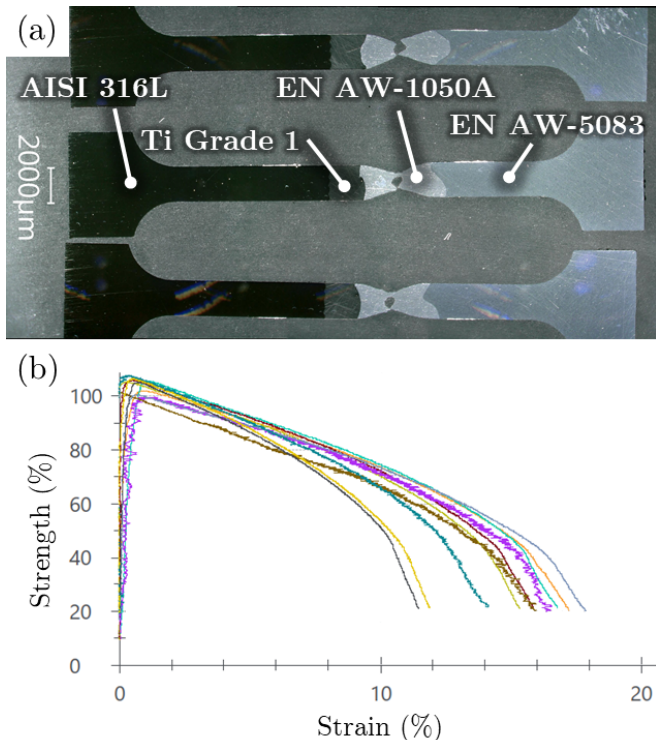 (a)
AISI 316L
EN AW-1050A
Ti Grade 1
EN AW-5083
2000μm
(b)
100
80
60
40
20
0
Strength (%)
0
10
20
Strain (%)